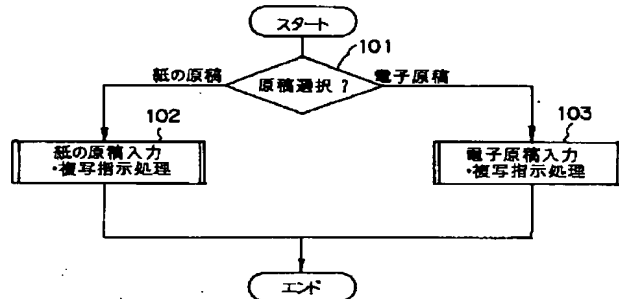 スタート
101
紙の原稿
原稿選択？
電子原稿
102
103
紙の原稿入力
・複写指示処理
電子原稿入力
・複写指示処理
エンド